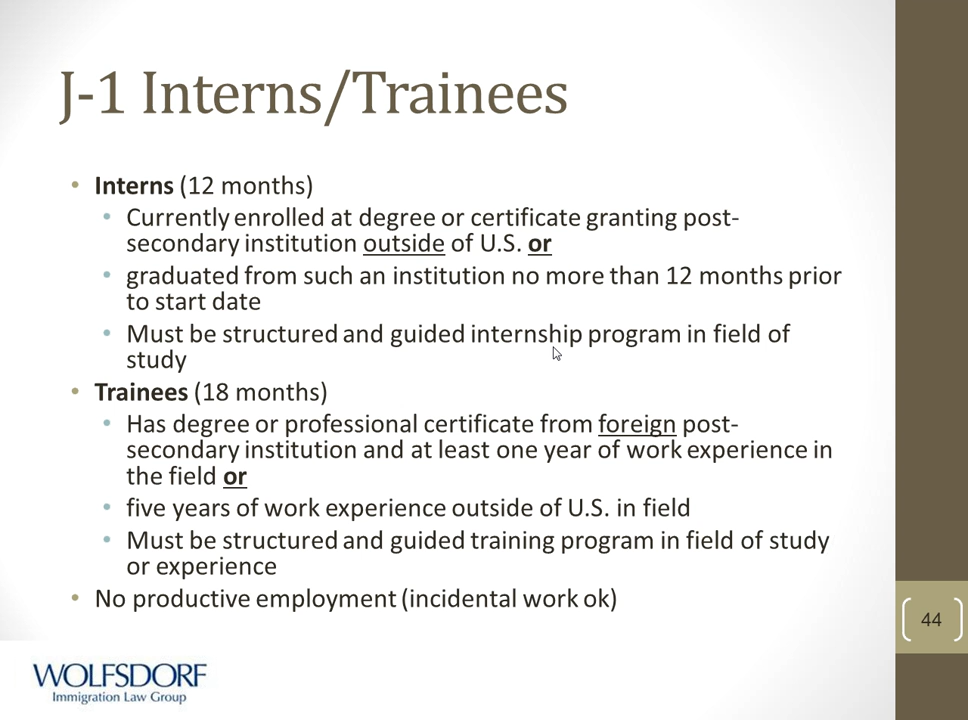 J-1 Interns/Trainees
• Interns (12 months)
• Currently enrolled at degree or certificate granting post-
secondary institution outside of U.S. or
• graduated from such an institution no more than 12 months prior
to start date
• Must be structured and guided internship program in field of
study
• Trainees (18 months)
• Has degree or professional certificate from foreign post-
secondary institution and at least one year of work experience in
the field or
• five years of work experience outside of U.S. in field
• Must be structured and guided training program in field of study
or experience
• No productive employment (incidental work ok)
44
WOLFSDORF
Immigration Law Group